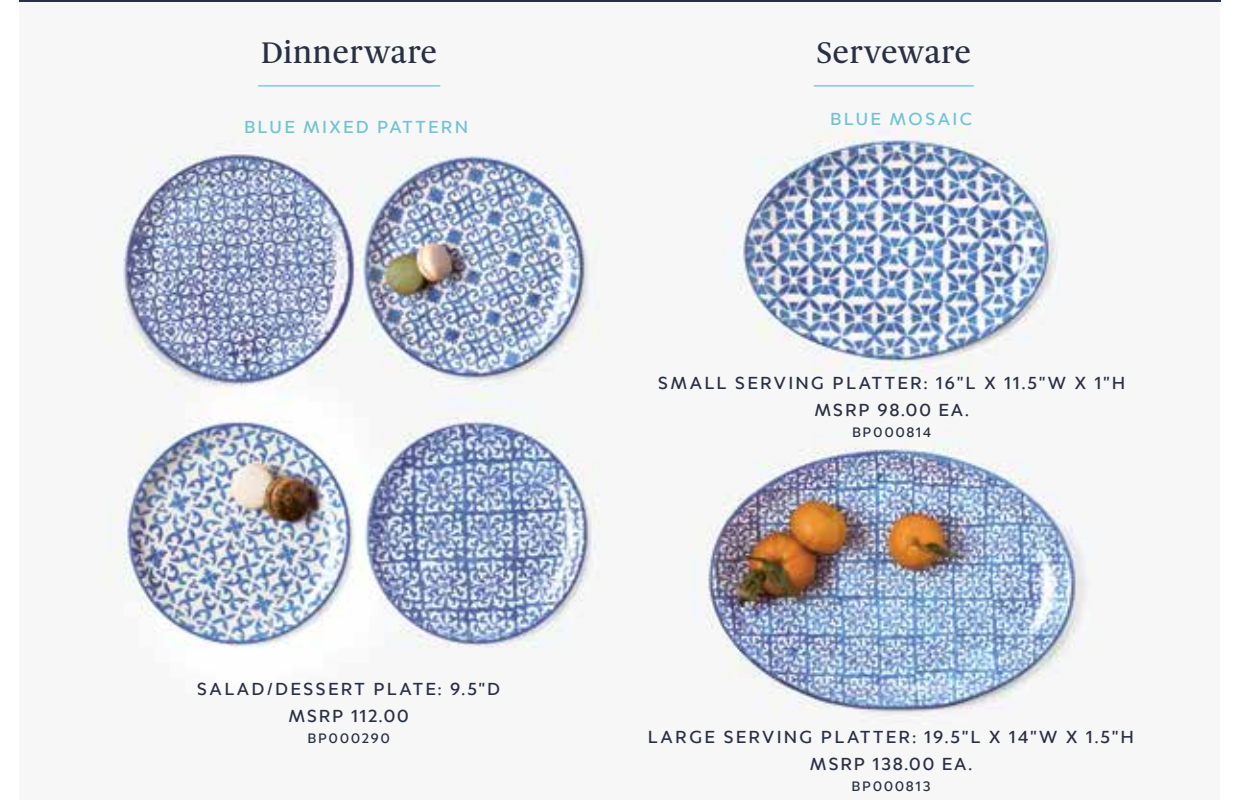 Dinnerware
BLUE MIXED PATTERN
SALAD/DESSERT PLATE: 9.5"D
MSRP 112.00
BP000290
Serveware
BLUE MOSAIC
SMALL SERVING PLATTER: 16"L X 11.5"W X 1"H
MSRP 98.00 EA.
BP000814
LARGE SERVING PLATTER: 19.5"L X 14"W X 1.5"H
MSRP 138.00 EA.
BP000813